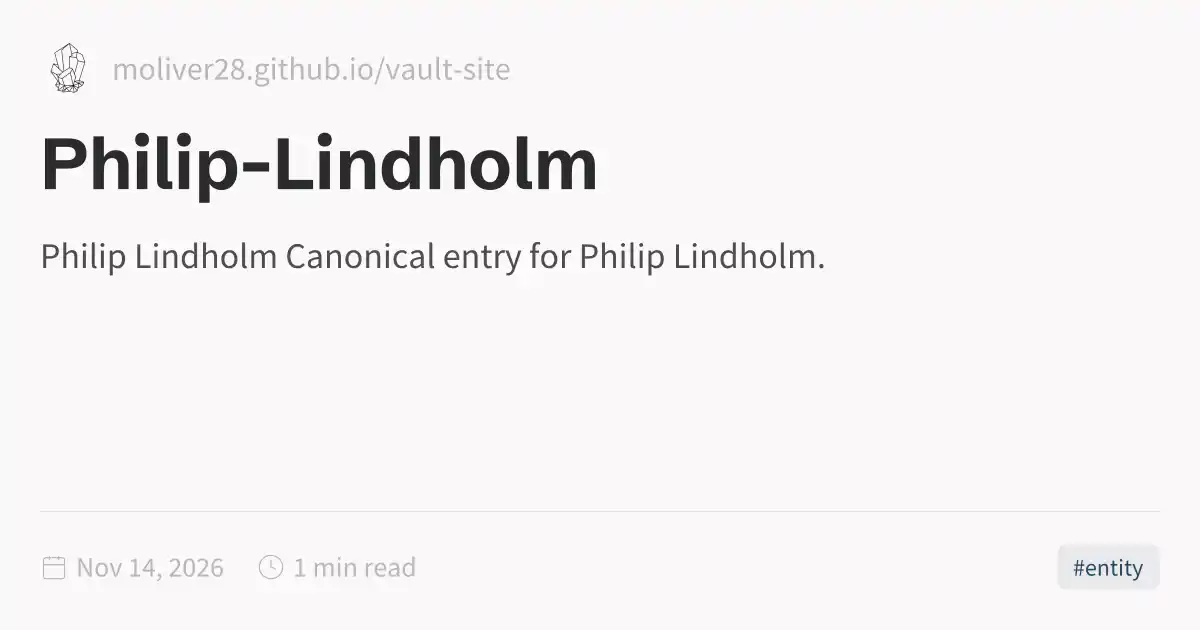 moliver28.github.io/vault-site
Philip-Lindholm
Philip Lindholm Canonical entry for Philip Lindholm.
Nov 14, 2026 1 min read #entity